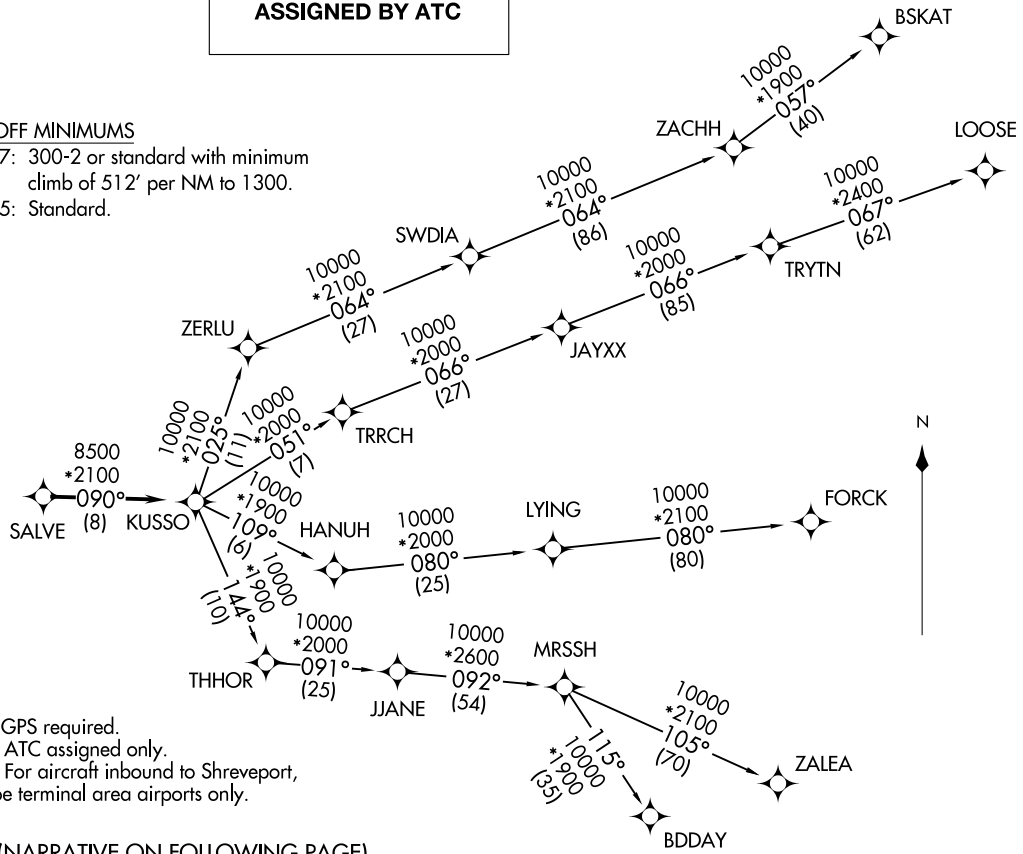 ASSIGNED BY ATC
BSKAT
10000
*1900
057°
(40)
ZACHH
LOOSE
OFF MINIMUMS
7: 300-2 or standard with minimum
climb of 512' per NM to 1300.
5: Standard.
10000
*2100
064°
(86)
10000
*2400
067°
(62)
SWDIA
TRYTN
10000
*2100
064°
(27)
10000
*2000
066°
(85)
ZERLU
JAYXX
10000
*2000
066°
(27)
10000
*2100
025°
(11)
10000
*2000
051°
(7)
TRRCH
N
8500
*2100
090°
(8)
SALVE
KUSSO
10000
*1900
109°
(6)
HANUH
10000
*2000
080°
(25)
LYING
10000
*2100
080°
(80)
FORCK
10000
*1900
144°
(10)
THHOR
10000
*2000
091°
(25)
JJANE
10000
*2600
092°
(54)
MRSSH
10000
*2100
105°
(70)
ZALEA
115°
10000
*1900
(35)
BDDAY
GPS required.
ATC assigned only.
For aircraft inbound to Shreveport,
be terminal area airports only.
(NARRATIVE ON FOLLOWING PAGE)